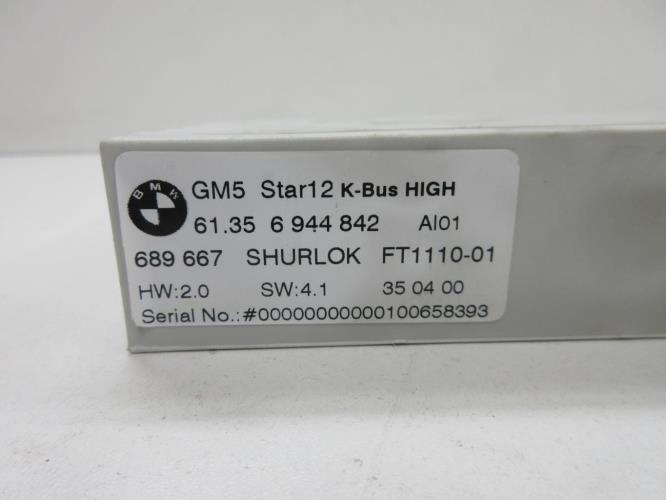 BMW
GM5 Star12 K-Bus HIGH
61.35 6 944 842 AI01
689 667 SHURLOK FT1110-01
HW:2.0 SW:4.1 35 04 00
Serial No.:#00000000000100658393